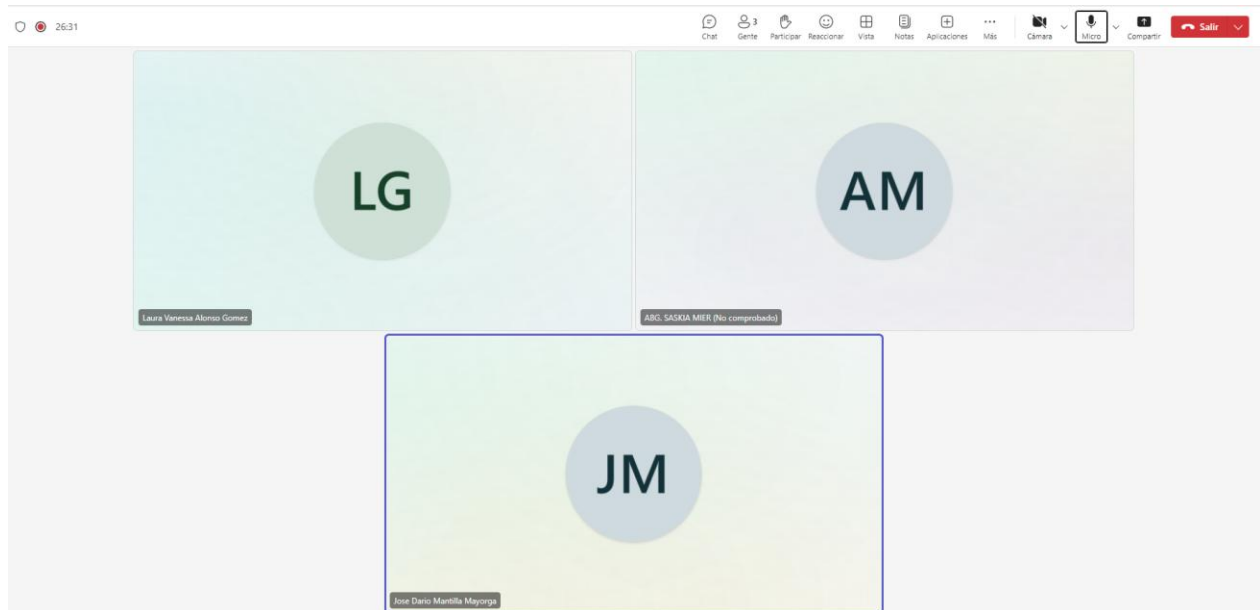 26:31
3
Chat Gente Participar Reaccionar Vista Notas Aplicaciones Más Cámara Micro Compartir Salir
LG AM
Laura Vanessa Alonso Gomez
ABG. SASKIA MIER (No comprobado)
JM
Jose Dario Mantilla Mayorga